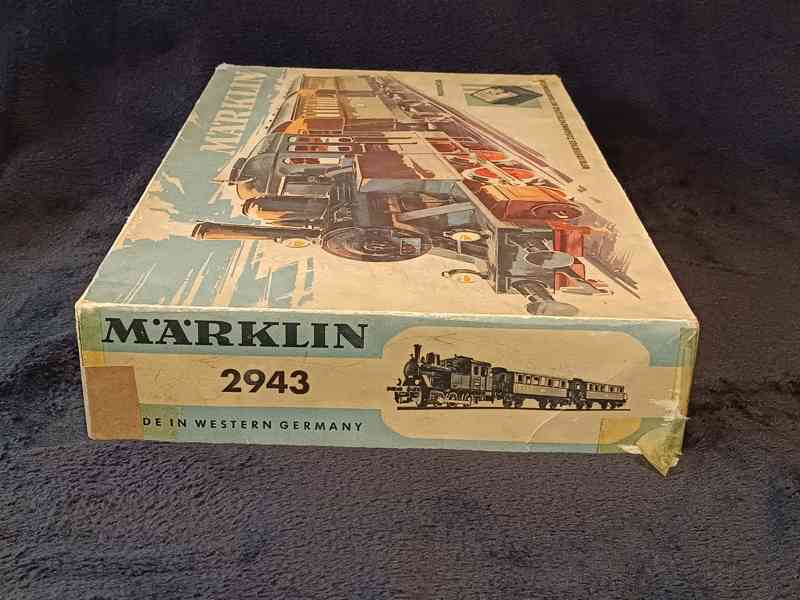 MÄRKLIN
MÄRKLIN
2943
DE IN WESTERN GERMANY